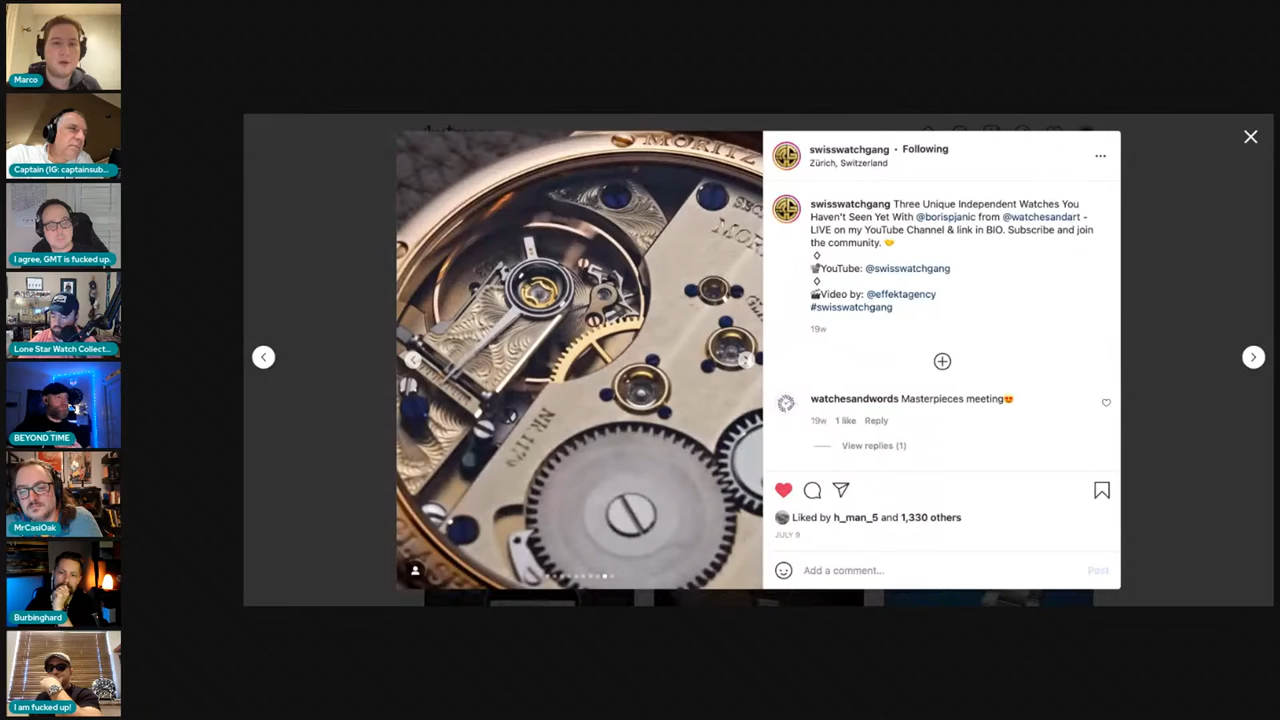 Marco
Captain (IG: captainsub...
I agree, GMT is fucked up.
Lone Star Watch Collect...
BEYOND TIME
MrCasiOak
Burbinghard
I am fucked up!
MORITZ
MOR
NR. 1174
swisswatchgang • Following
Zürich, Switzerland
swisswatchgang Three Unique Independent Watches You
Haven't Seen Yet With @borispjanic from @watchesandart -
LIVE on my YouTube Channel & link in BIO. Subscribe and join
the community. 🤝
◊
📽YouTube: @swisswatchgang
◊
🎬Video by: @effektagency
#swisswatchgang
19w
watchesandwords Masterpieces meeting😍
19w 1 like Reply
View replies (1)
Liked by h_man_5 and 1,330 others
JULY 9
Add a comment...
Post